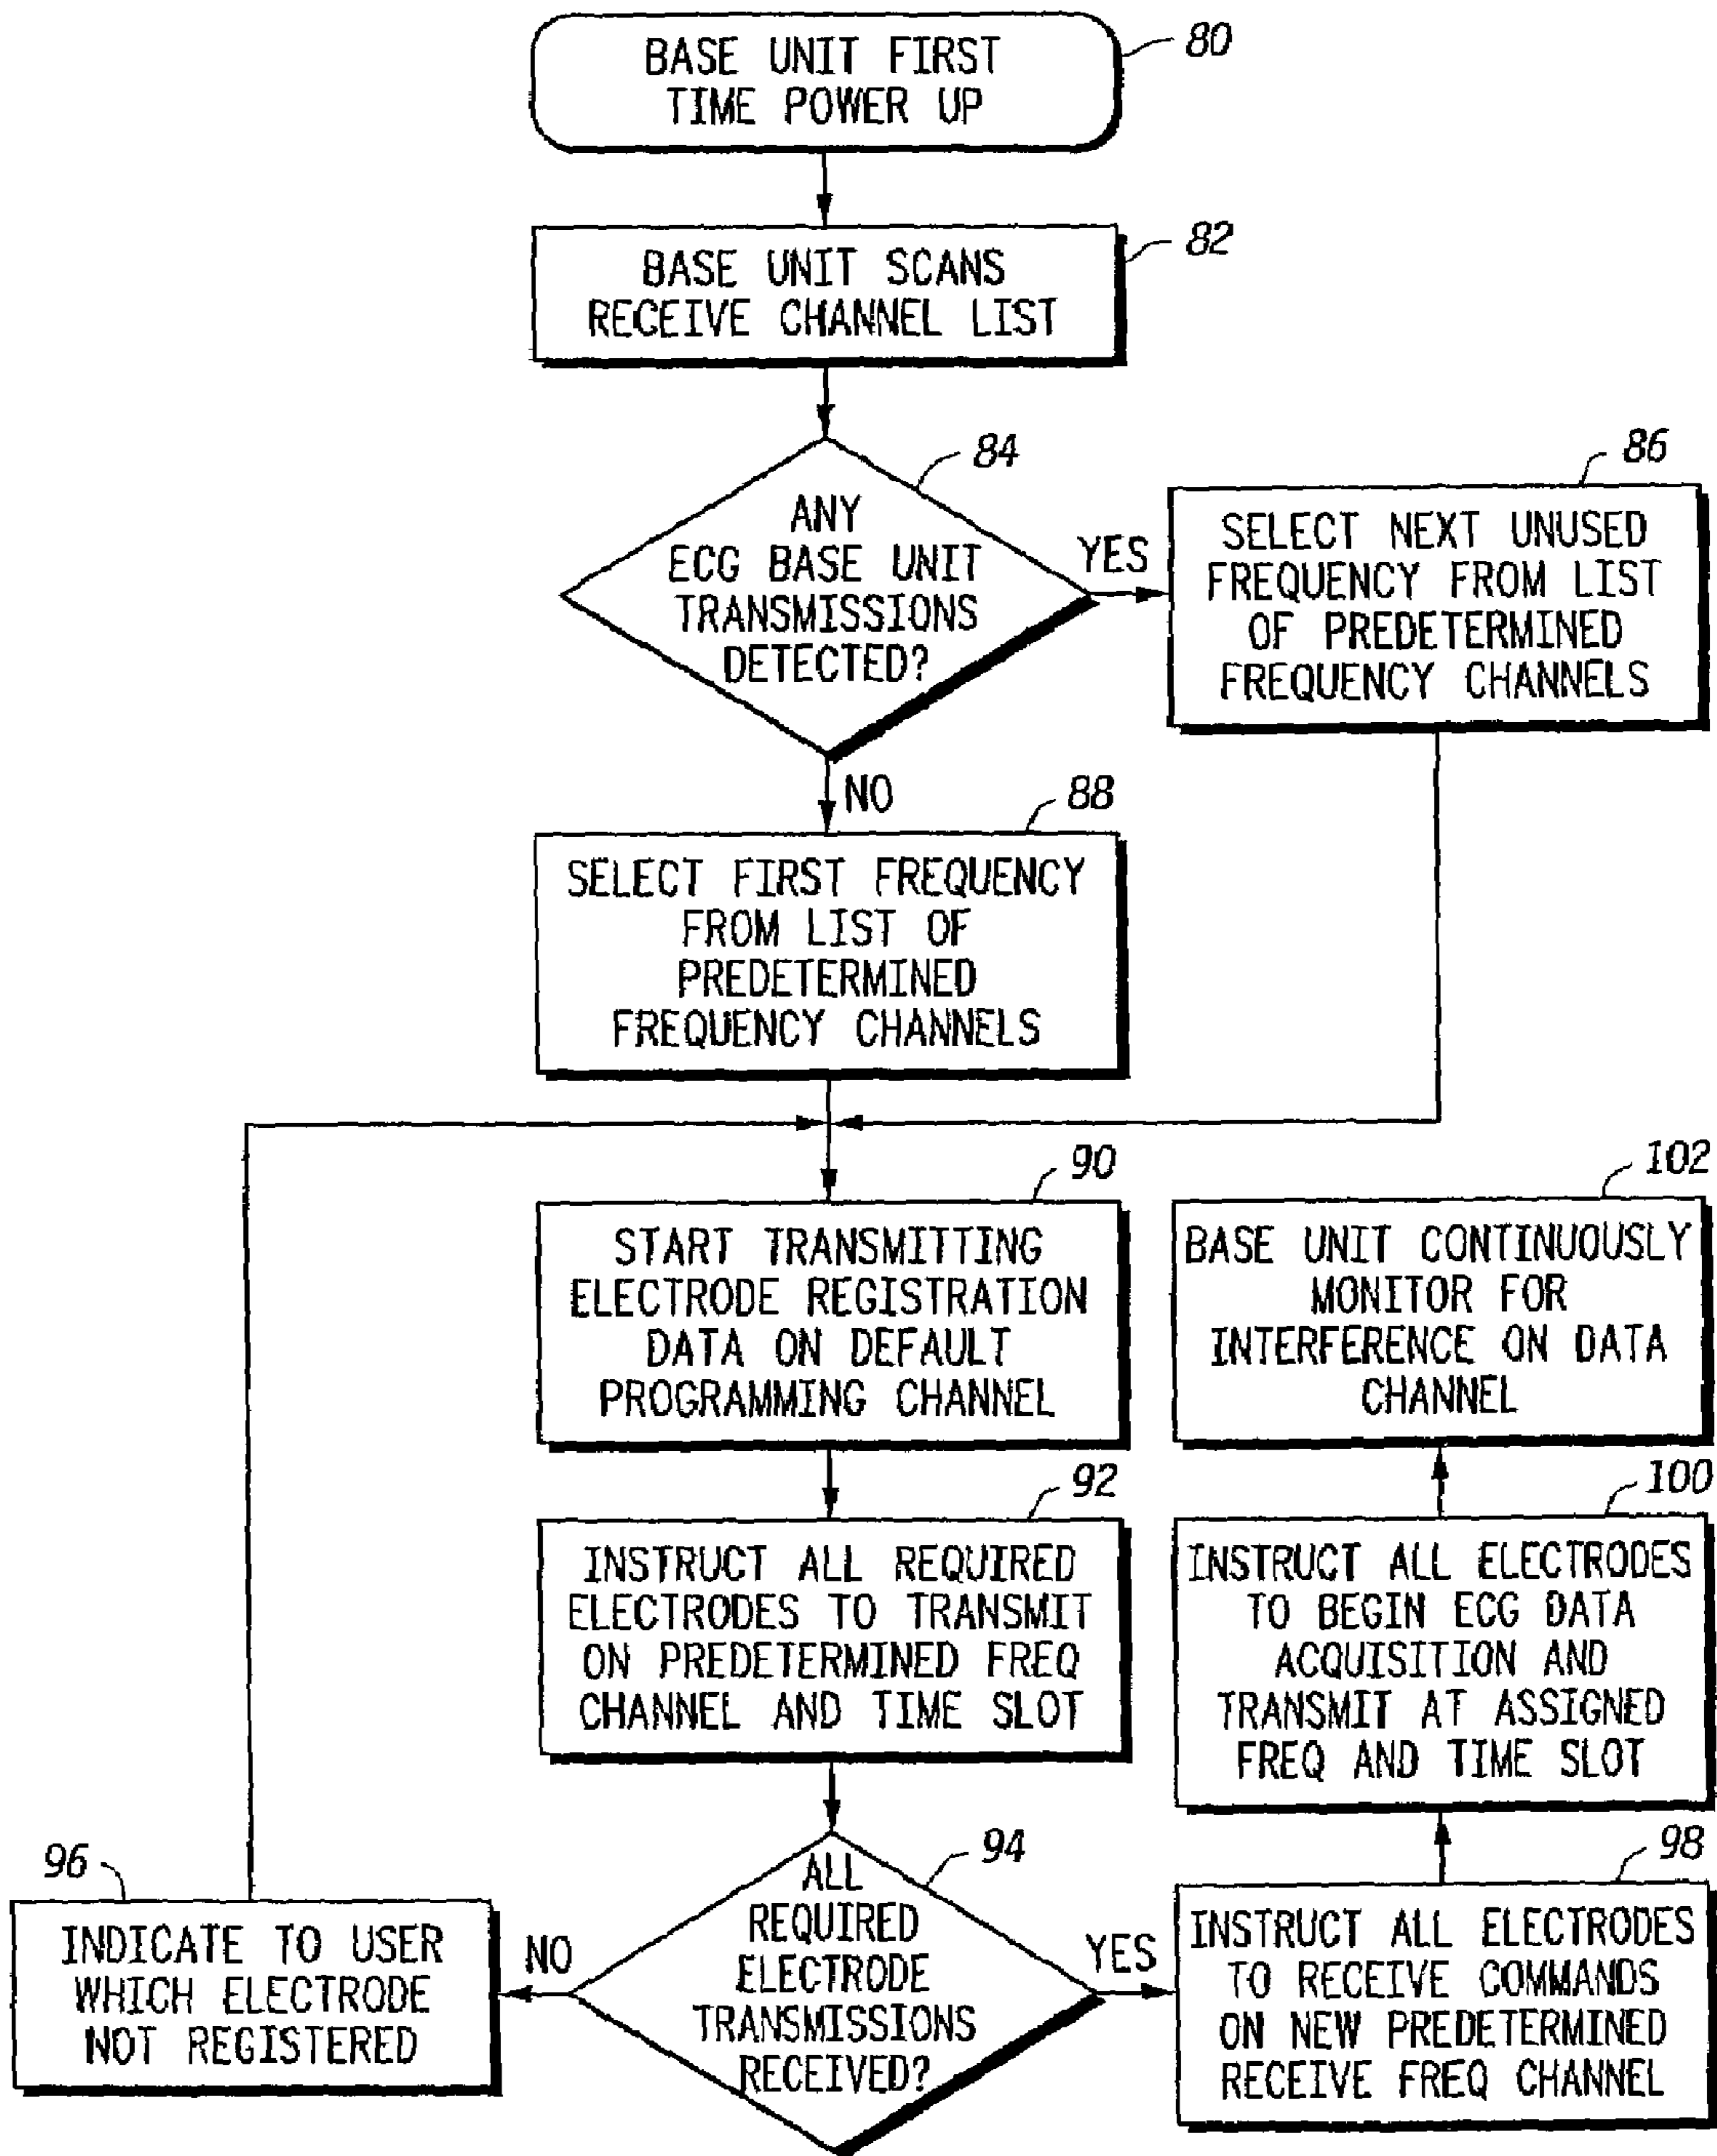 BASE UNIT FIRST
TIME POWER UP
80
BASE UNIT SCANS
RECEIVE CHANNEL LIST
82
ANY
ECG BASE UNIT
TRANSMISSIONS
DETECTED?
84
YES
SELECT NEXT UNUSED
FREQUENCY FROM LIST
OF PREDETERMINED
FREQUENCY CHANNELS
86
NO
SELECT FIRST FREQUENCY
FROM LIST OF
PREDETERMINED
FREQUENCY CHANNELS
88
START TRANSMITTING
ELECTRODE REGISTRATION
DATA ON DEFAULT
PROGRAMMING CHANNEL
90
INSTRUCT ALL REQUIRED
ELECTRODES TO TRANSMIT
ON PREDETERMINED FREQ
CHANNEL AND TIME SLOT
92
ALL
REQUIRED
ELECTRODE
TRANSMISSIONS
RECEIVED?
94
NO
INDICATE TO USER
WHICH ELECTRODE
NOT REGISTERED
96
YES
INSTRUCT ALL ELECTRODES
TO RECEIVE COMMANDS
ON NEW PREDETERMINED
RECEIVE FREQ CHANNEL
98
INSTRUCT ALL ELECTRODES
TO BEGIN ECG DATA
ACQUISITION AND
TRANSMIT AT ASSIGNED
FREQ AND TIME SLOT
100
BASE UNIT CONTINUOUSLY
MONITOR FOR
INTERFERENCE ON DATA
CHANNEL
102